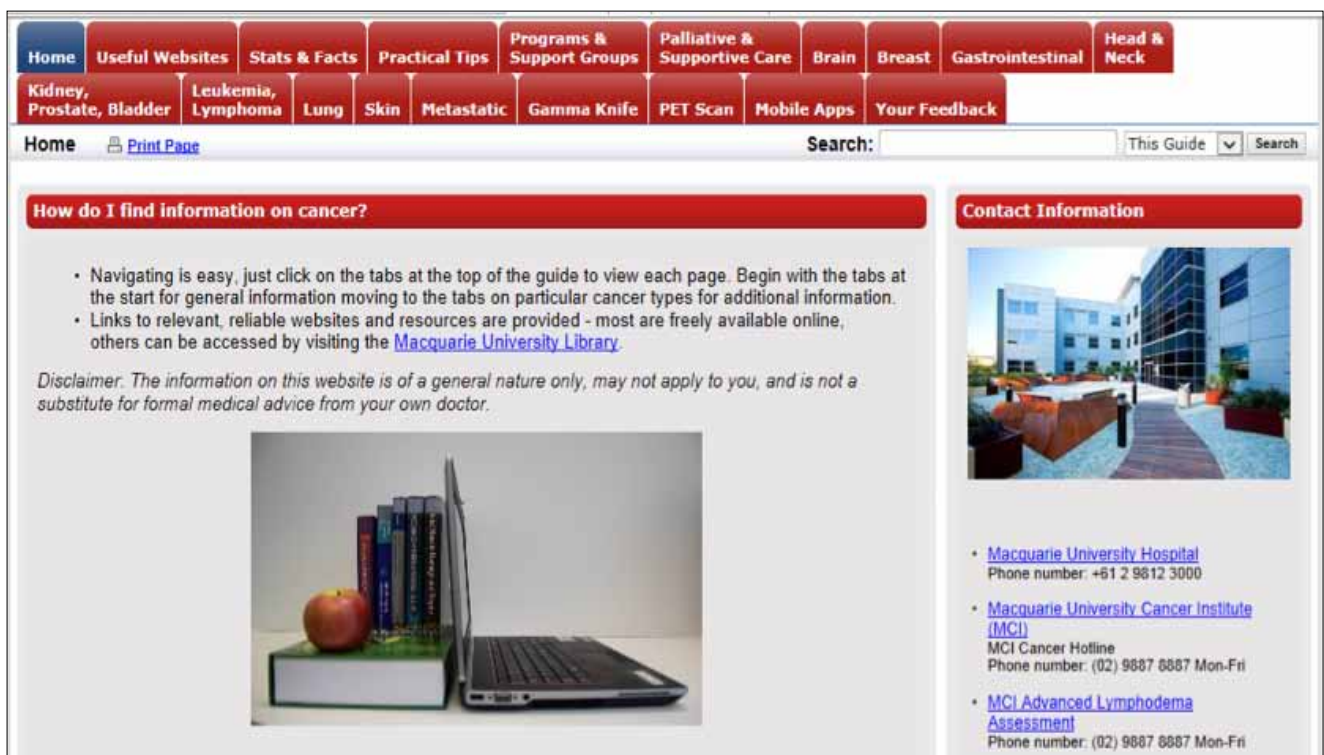 Home
Useful Websites
Stats & Facts
Practical Tips
Programs &
Support Groups
Palliative &
Supportive Care
Brain
Breast
Gastrointestinal
Head &
Neck
Kidney,
Prostate, Bladder
Leukemia,
Lymphoma
Lung
Skin
Metastatic
Gamma Knife
PET Scan
Mobile Apps
Your Feedback
Home Print Page Search: This Guide Search
How do I find information on cancer?
• Navigating is easy, just click on the tabs at the top of the guide to view each page. Begin with the tabs at
the start for general information moving to the tabs on particular cancer types for additional information.
• Links to relevant, reliable websites and resources are provided - most are freely available online,
others can be accessed by visiting the Macquarie University Library.
Disclaimer: The information on this website is of a general nature only, may not apply to you, and is not a
substitute for formal medical advice from your own doctor.
Contact Information
• Macquarie University Hospital
Phone number: +61 2 9812 3000
• Macquarie University Cancer Institute
(MCI)
MCI Cancer Hotline
Phone number: (02) 9887 8887 Mon-Fri
• MCI Advanced Lymphodema
Assessment
Phone number: (02) 9887 8887 Mon-Fri